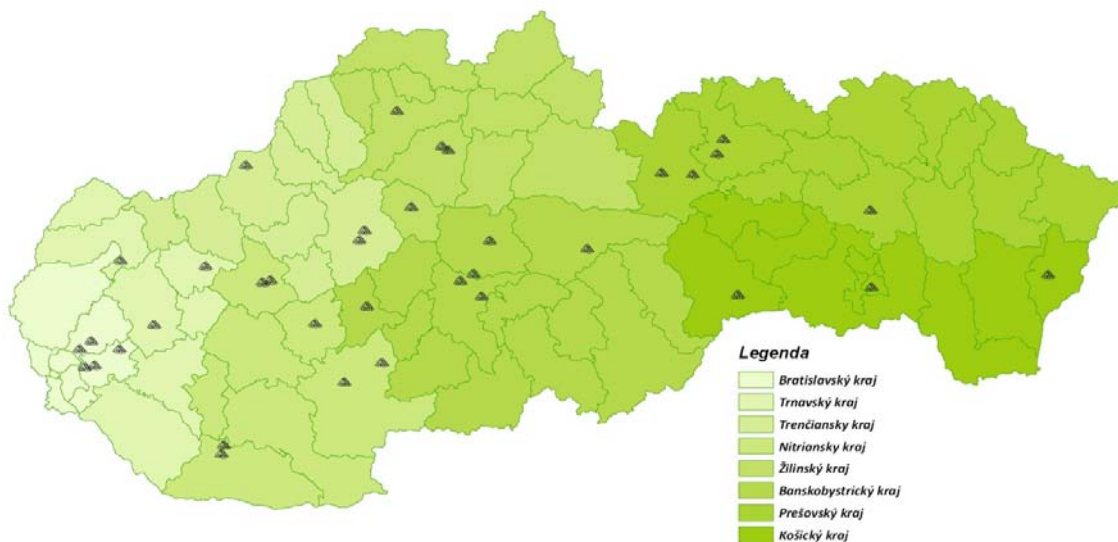 Legenda
Bratislavský kraj
Trnavský kraj
Trenčiansky kraj
Nitriansky kraj
Žilinský kraj
Banskobystrický kraj
Prešovský kraj
Košický kraj